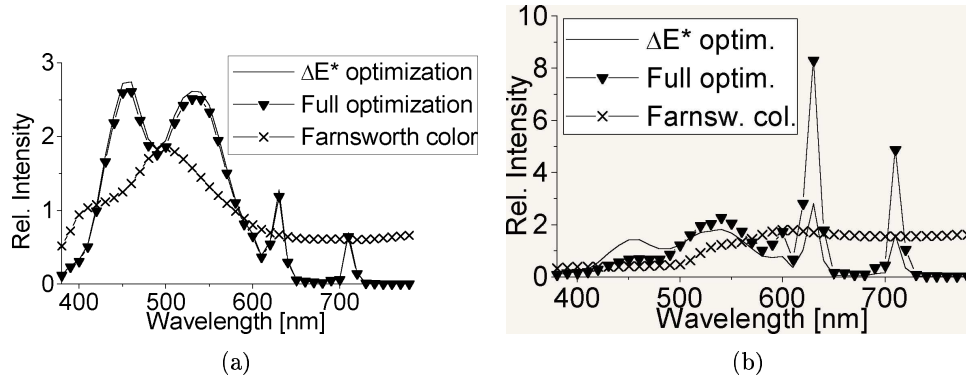 3
2
1
0
Rel. Intensity
ΔE* optimization
Full optimization
Farnsworth color
400 500 600 700
Wavelength [nm]
(a)
10
8
6
4
2
0
Rel. Intensity
ΔE* optim.
Full optim.
Farnsw. col.
400 500 600 700
Wavelength [nm]
(b)